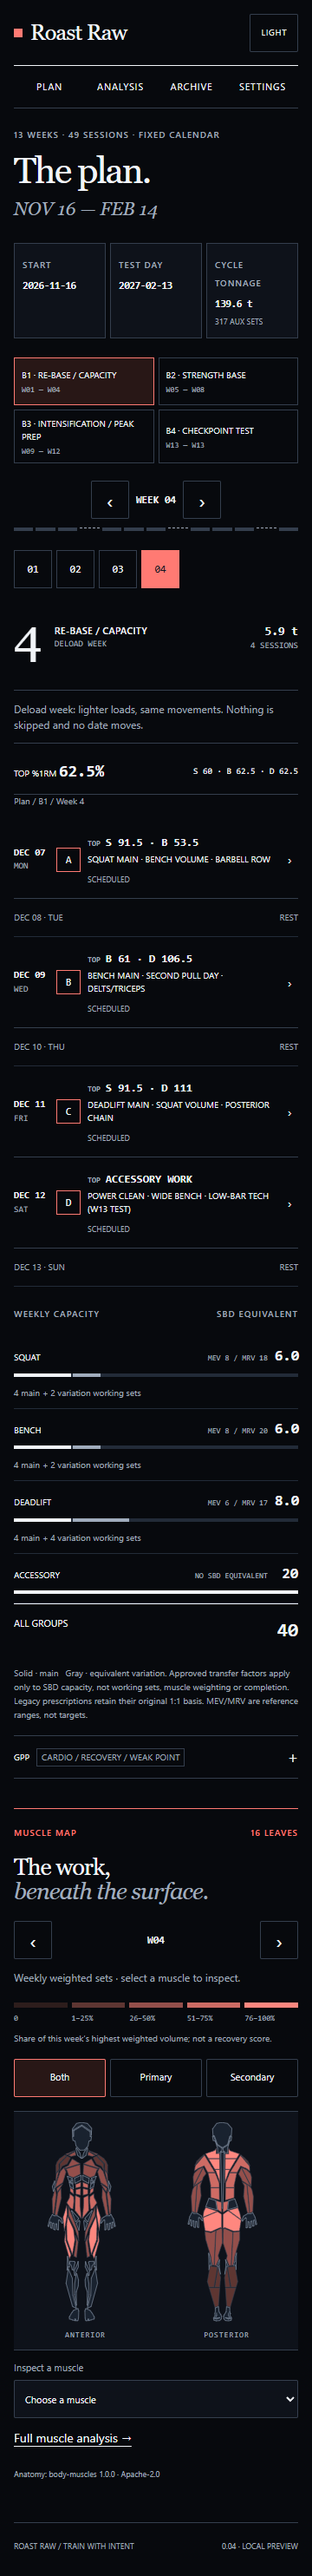 Roast Raw
LIGHT
PLAN ANALYSIS ARCHIVE SETTINGS
13 WEEKS · 49 SESSIONS · FIXED CALENDAR
The plan.
NOV 16 — FEB 14
START
2026-11-16
TEST DAY
2027-02-13
CYCLE
TONNAGE
139.6 t
317 AUX SETS
B1 · RE-BASE / CAPACITY
W01 — W04
B2 · STRENGTH BASE
W05 — W08
B3 · INTENSIFICATION / PEAK
PREP
W09 — W12
B4 · CHECKPOINT TEST
W13 — W13
‹ WEEK 04 ›
01 02 03 04
4
RE-BASE / CAPACITY
DELOAD WEEK
5.9 t
4 SESSIONS
Deload week: lighter loads, same movements. Nothing is
skipped and no date moves.
TOP %1RM 62.5%
S 60 · B 62.5 · D 62.5
Plan / B1 / Week 4
DEC 07
MON
A
TOP S 91.5 · B 53.5
SQUAT MAIN · BENCH VOLUME · BARBELL ROW
SCHEDULED
›
DEC 08 · TUE REST
DEC 09
WED
B
TOP B 61 · D 106.5
BENCH MAIN · SECOND PULL DAY ·
DELTS/TRICEPS
SCHEDULED
›
DEC 10 · THU REST
DEC 11
FRI
C
TOP S 91.5 · D 111
DEADLIFT MAIN · SQUAT VOLUME · POSTERIOR
CHAIN
SCHEDULED
›
DEC 12
SAT
D
TOP ACCESSORY WORK
POWER CLEAN · WIDE BENCH · LOW-BAR TECH
(W13 TEST)
SCHEDULED
›
DEC 13 · SUN REST
WEEKLY CAPACITY SBD EQUIVALENT
SQUAT MEV 8 / MRV 18 6.0
4 main + 2 variation working sets
BENCH MEV 8 / MRV 20 6.0
4 main + 2 variation working sets
DEADLIFT MEV 6 / MRV 17 8.0
4 main + 4 variation working sets
ACCESSORY NO SBD EQUIVALENT 20
ALL GROUPS 40
Solid · main Gray · equivalent variation. Approved transfer factors apply
only to SBD capacity, not working sets, muscle weighting or completion.
Legacy prescriptions retain their original 1:1 basis. MEV/MRV are reference
ranges, not targets.
GPP CARDIO / RECOVERY / WEAK POINT +
MUSCLE MAP 16 LEAVES
The work,
beneath the surface.
‹ W04 ›
Weekly weighted sets · select a muscle to inspect.
0 1–25% 26–50% 51–75% 76–100%
Share of this week's highest weighted volume; not a recovery score.
Both Primary Secondary
ANTERIOR POSTERIOR
Inspect a muscle
Choose a muscle
Full muscle analysis →
Anatomy: body-muscles 1.0.0 · Apache-2.0
ROAST RAW / TRAIN WITH INTENT 0.04 · LOCAL PREVIEW